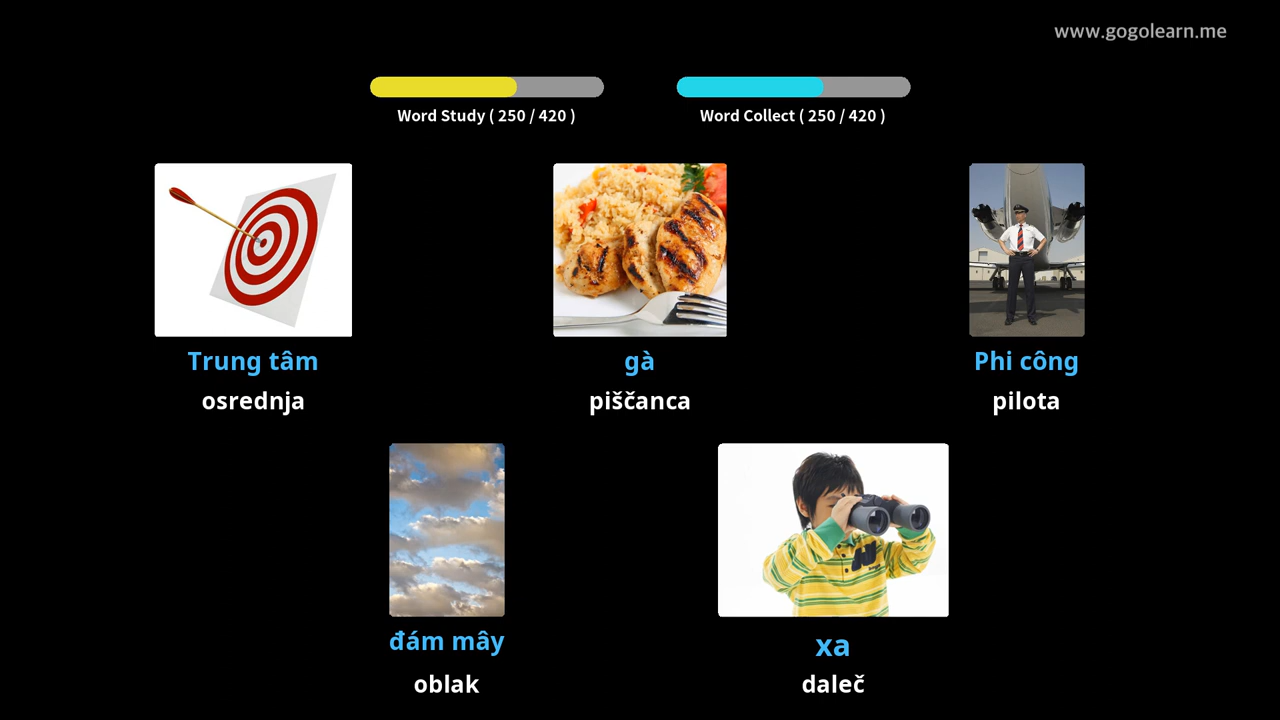 www.gogolearn.me
Word Study ( 250 / 420 )
Word Collect ( 250 / 420 )
Trung tâm
osrednja
gà
piščanca
Phi công
pilota
đám mây
oblak
xa
daleč